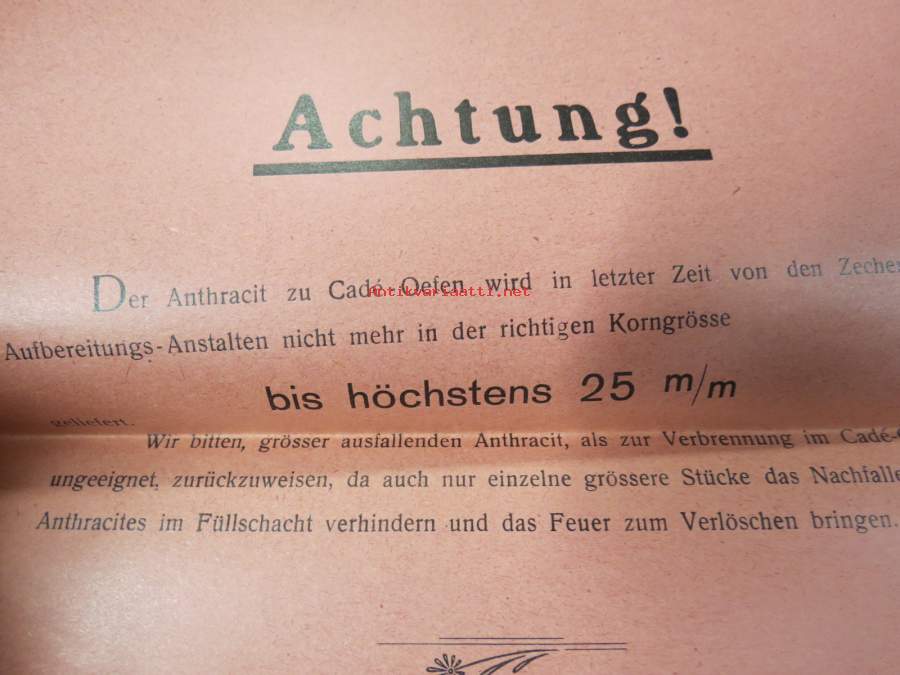 Achtung!
Der Anthracit zu Cadé-Oefen wird in letzter Zeit von den Zechen
Antikvariaatti.net
Aufbereitungs-Anstalten nicht mehr in der richtigen Korngrösse
bis höchstens 25 m/m
geliefert.
Wir bitten, grösser ausfallenden Anthracit, als zur Verbrennung im Cadé-
ungeeignet, zurückzuweisen, da auch nur einzelne grössere Stücke das Nachfalle
Anthracites im Füllschacht verhindern und das Feuer zum Verlöschen bringen.